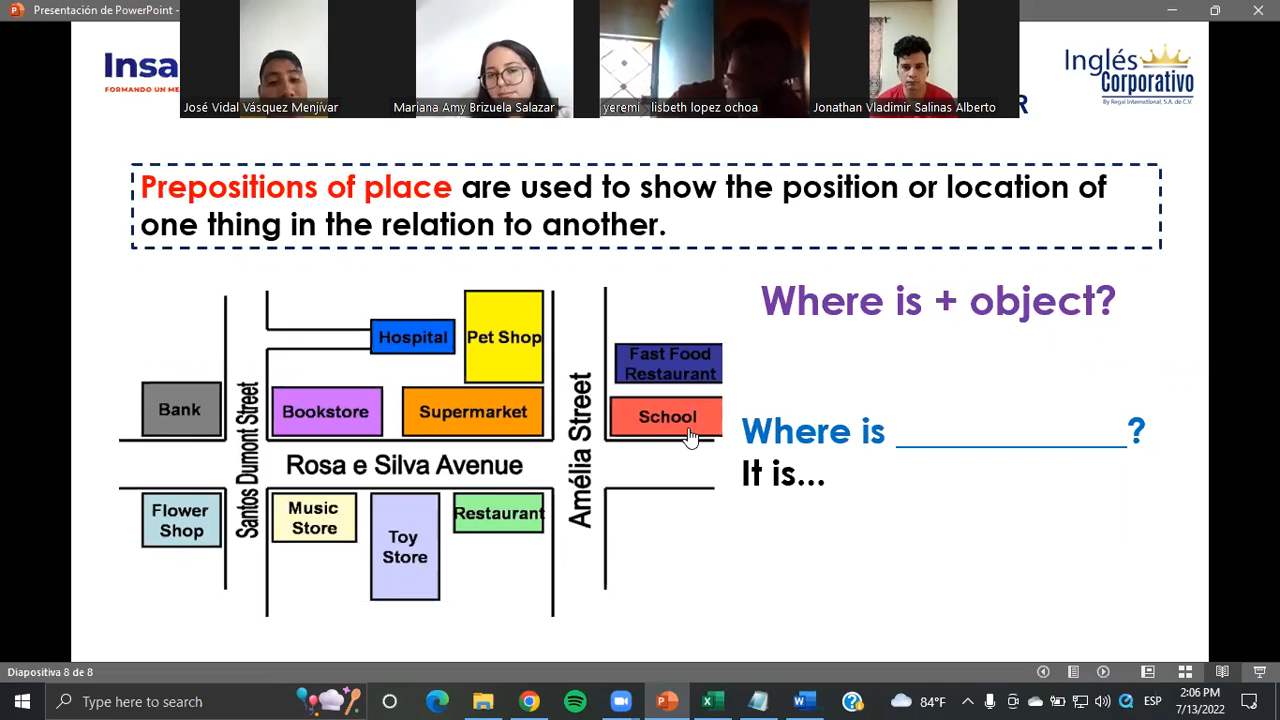 Presentación de PowerPoint -
Insa
FORMANDO UN ME
José Vidal Vásquez Menjívar
Mariana Amy Brizuela Salazar
yeremi lisbeth lopez ochoa
Jonathan Vladimir Salinas Alberto
Inglés
Corporativo
By Regal International, S.A. de C.V.
R
Prepositions of place are used to show the position or location of
one thing in the relation to another.
Where is + object?
Where is ____________?
It is...
Hospital
Pet Shop
Fast Food
Restaurant
Bank
Santos Dumont Street
Bookstore
Supermarket
Amélia Street
School
Rosa e Silva Avenue
Flower
Shop
Music
Store
Toy
Store
Restaurant
Diapositiva 8 de 8
Type here to search
84°F
ESP
2:06 PM
7/13/2022